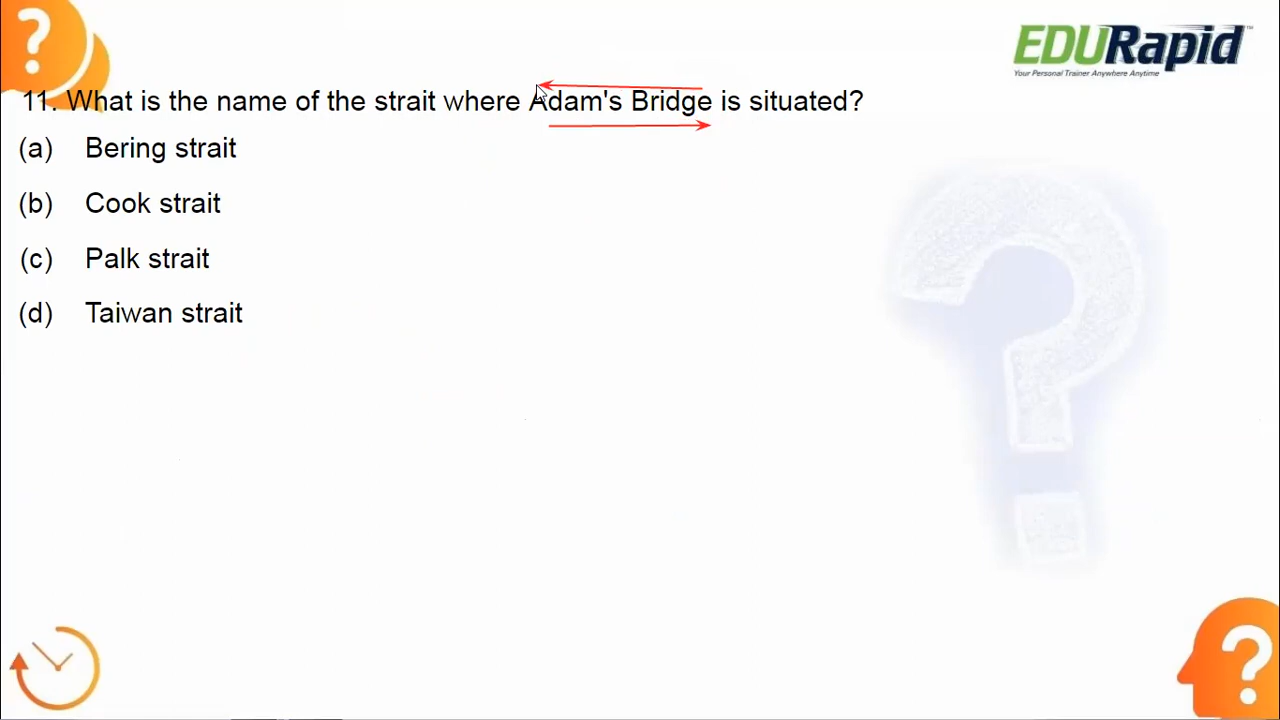 EDURapid™
Your Personal Trainer Anywhere Anytime
11. What is the name of the strait where Adam's Bridge is situated?
(a) Bering strait
(b) Cook strait
(c) Palk strait
(d) Taiwan strait